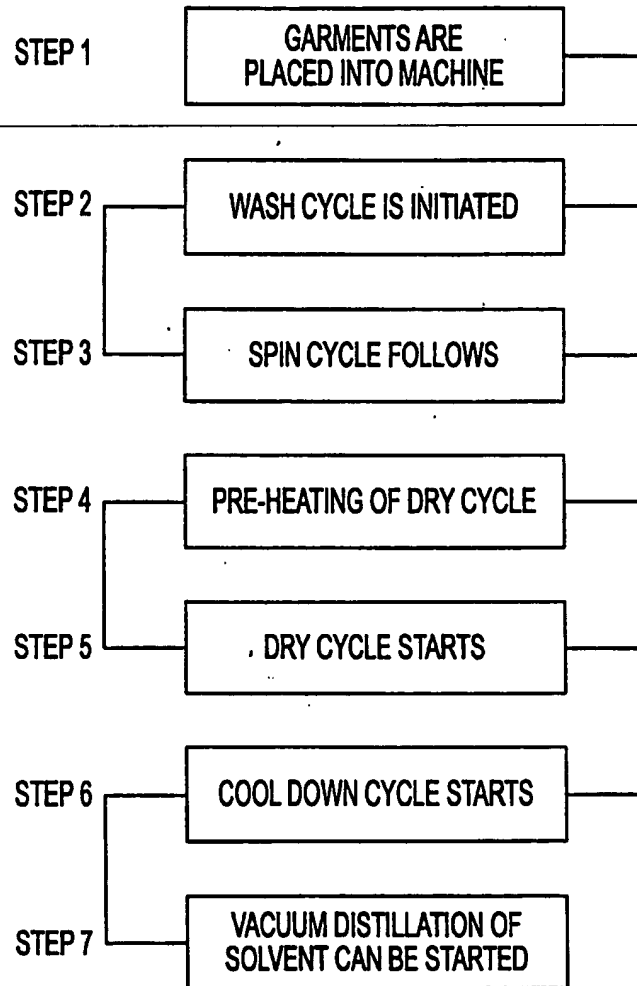 STEP 1
GARMENTS ARE
PLACED INTO MACHINE
STEP 2
WASH CYCLE IS INITIATED
STEP 3
SPIN CYCLE FOLLOWS
STEP 4
PRE-HEATING OF DRY CYCLE
STEP 5
DRY CYCLE STARTS
STEP 6
COOL DOWN CYCLE STARTS
STEP 7
VACUUM DISTILLATION OF
SOLVENT CAN BE STARTED